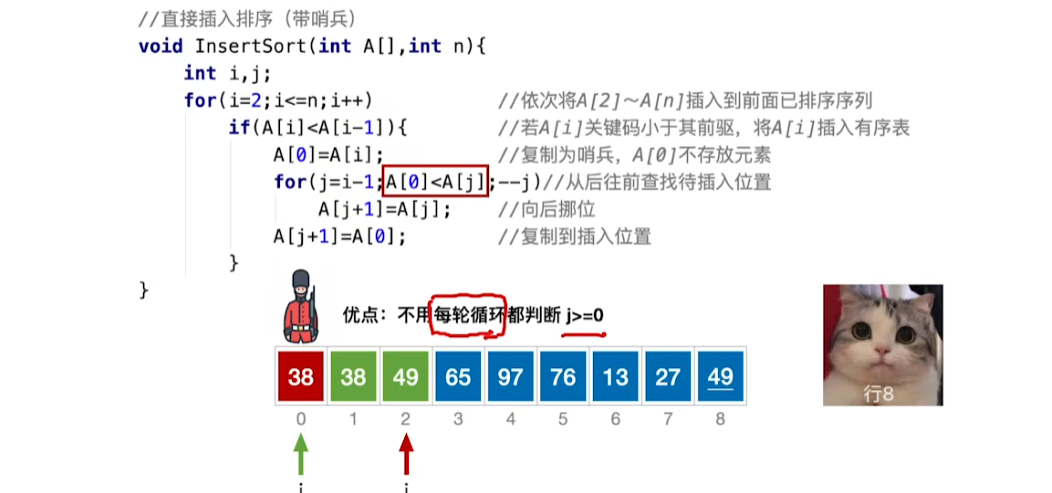 //直接插入排序（带哨兵）
void InsertSort(int A[],int n){
int i,j;
for(i=2;i<=n;i++) //依次将A[2]～A[n]插入到前面已排序序列
if(A[i]<A[i-1]){ //若A[i]关键码小于其前驱，将A[i]插入有序表
A[0]=A[i]; //复制为哨兵，A[0]不存放元素
for(j=i-1;A[0]<A[j];--j)//从后往前查找待插入位置
A[j+1]=A[j]; //向后挪位
A[j+1]=A[0]; //复制到插入位置
}
}
优点：不用每轮循环都判断 j>=0
38 38 49 65 97 76 13 27 49
行8
0 1 2 3 4 5 6 7 8